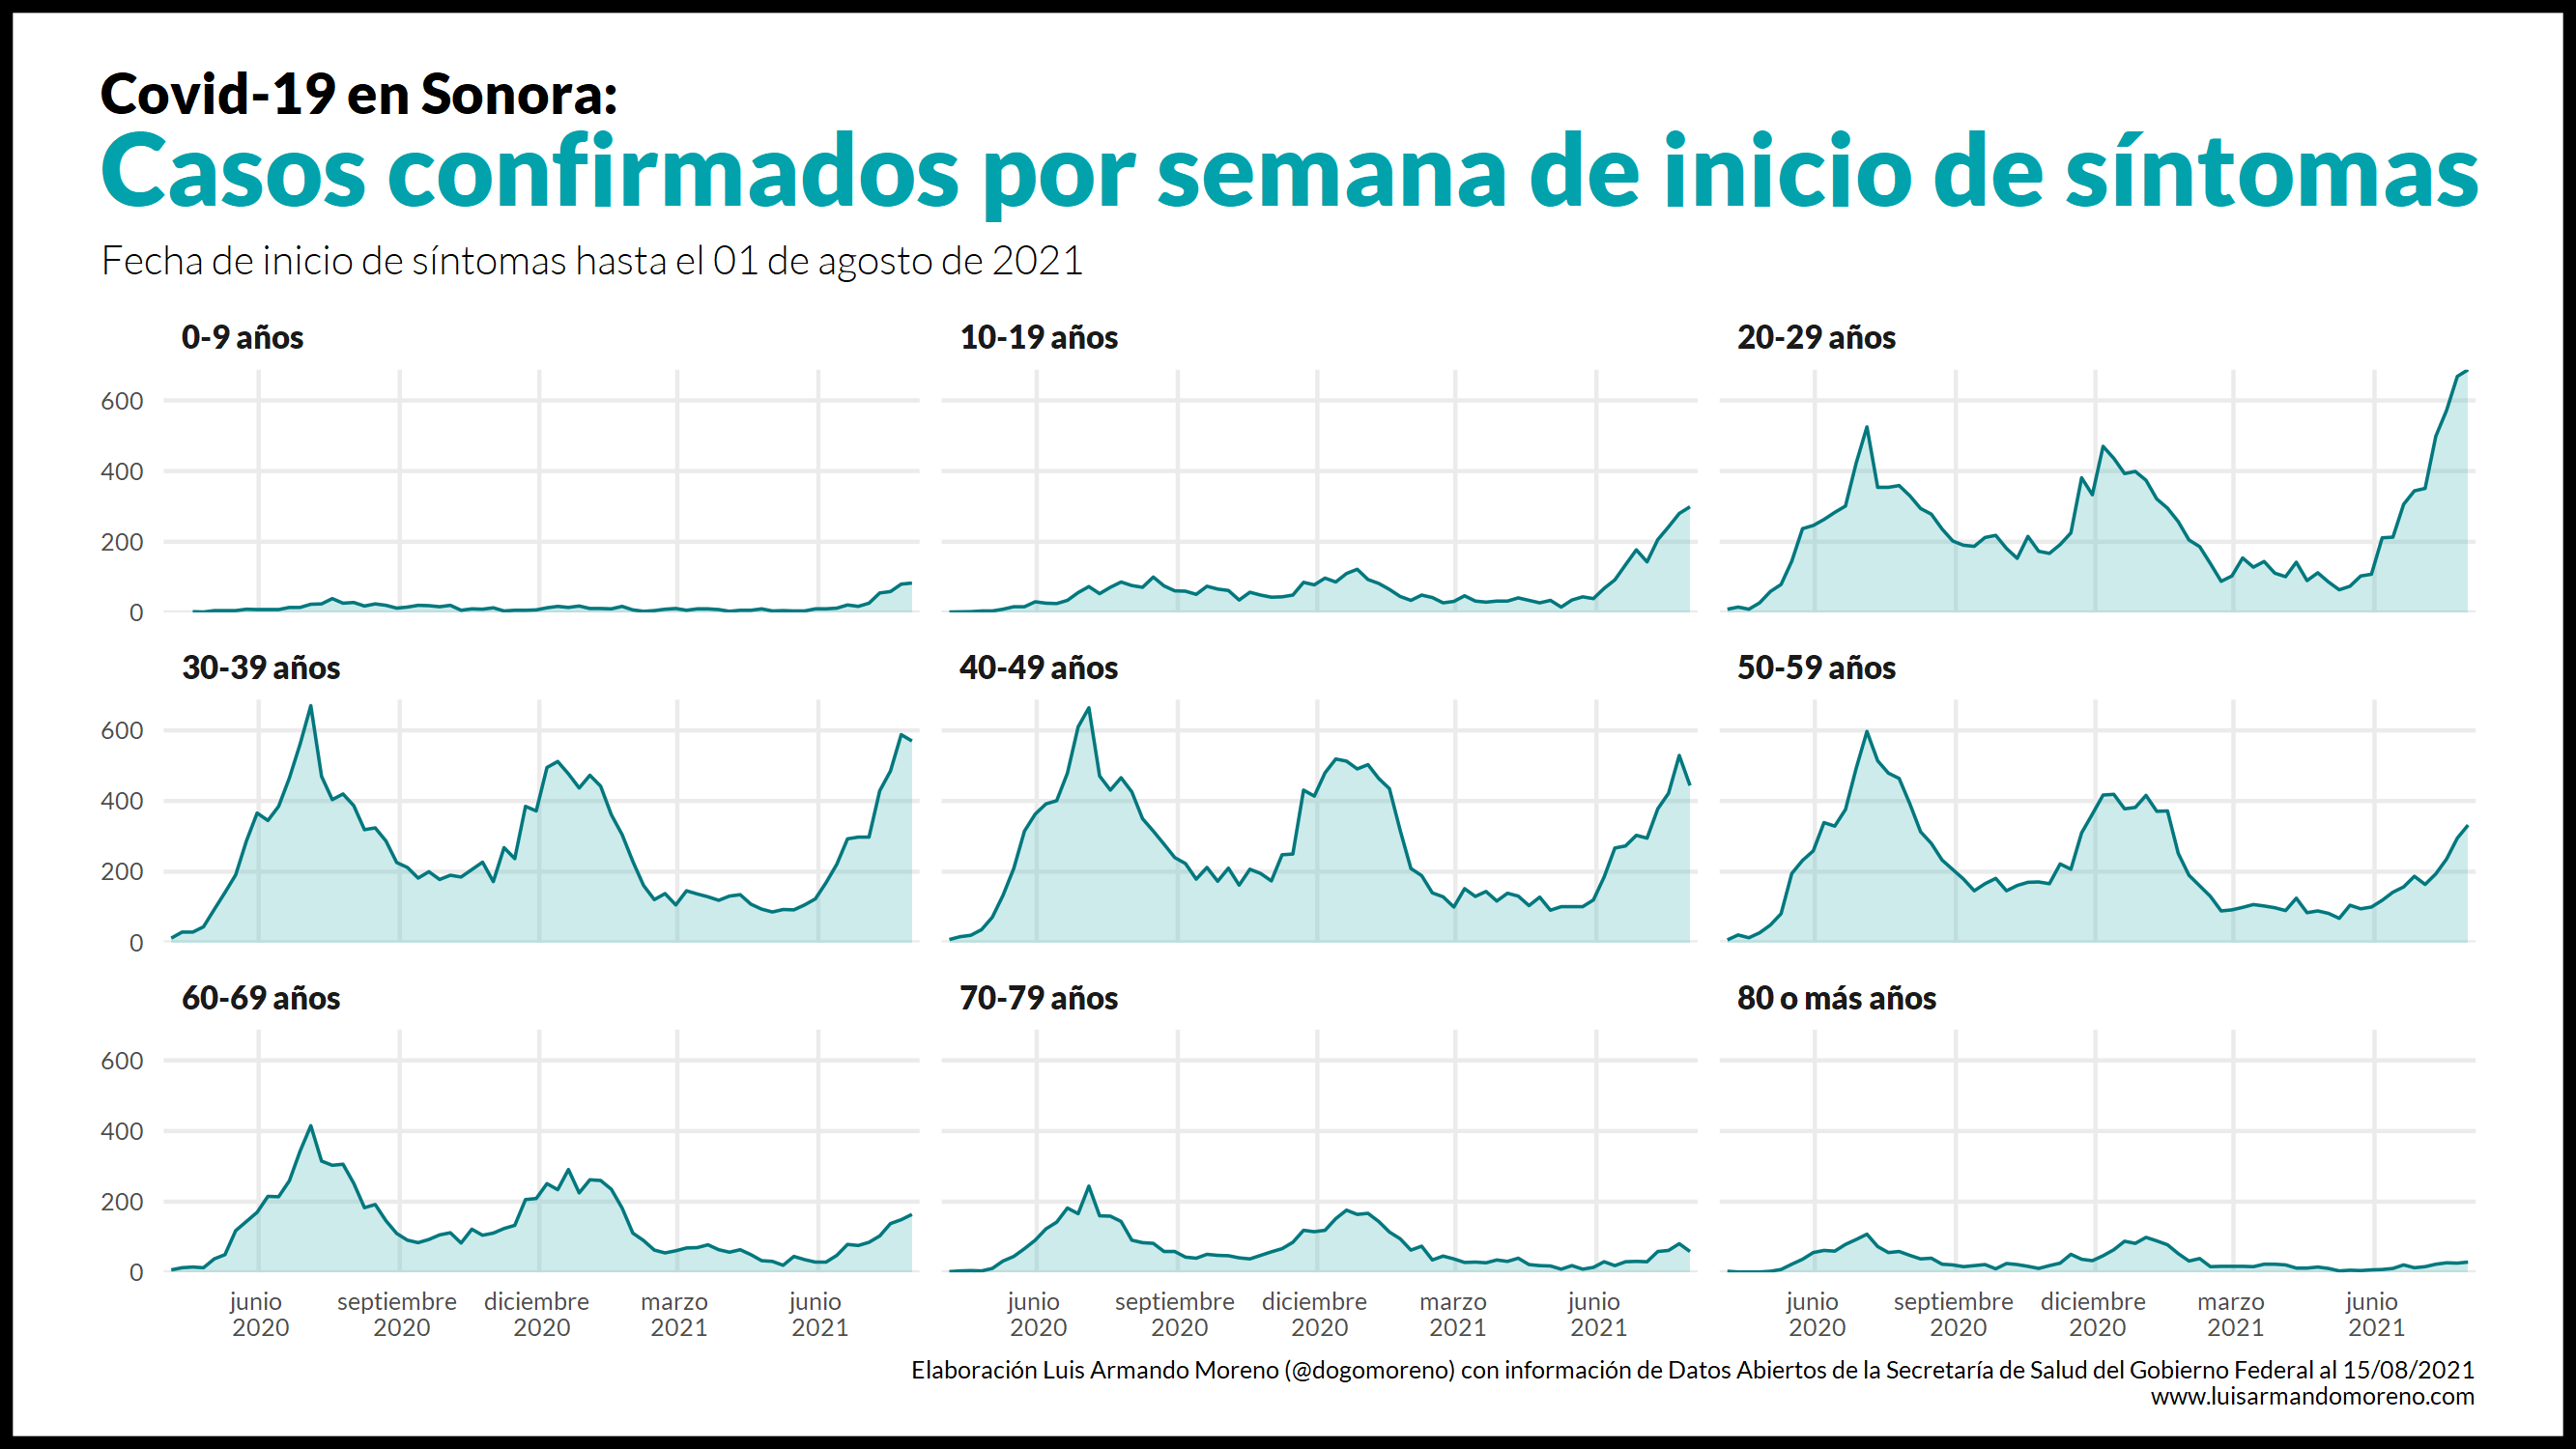 Covid-19 en Sonora:
Casos confirmados por semana de inicio de síntomas
Fecha de inicio de síntomas hasta el 01 de agosto de 2021
0-9 años
10-19 años
20-29 años
600
400
200
0
30-39 años
40-49 años
50-59 años
600
400
200
0
60-69 años
70-79 años
80 o más años
600
400
200
0
junio septiembre diciembre marzo junio
2020 2020 2020 2021 2021
junio septiembre diciembre marzo junio
2020 2020 2020 2021 2021
junio septiembre diciembre marzo junio
2020 2020 2020 2021 2021
Elaboración Luis Armando Moreno (@dogomoreno) con información de Datos Abiertos de la Secretaría de Salud del Gobierno Federal al 15/08/2021
www.luisarmandomoreno.com